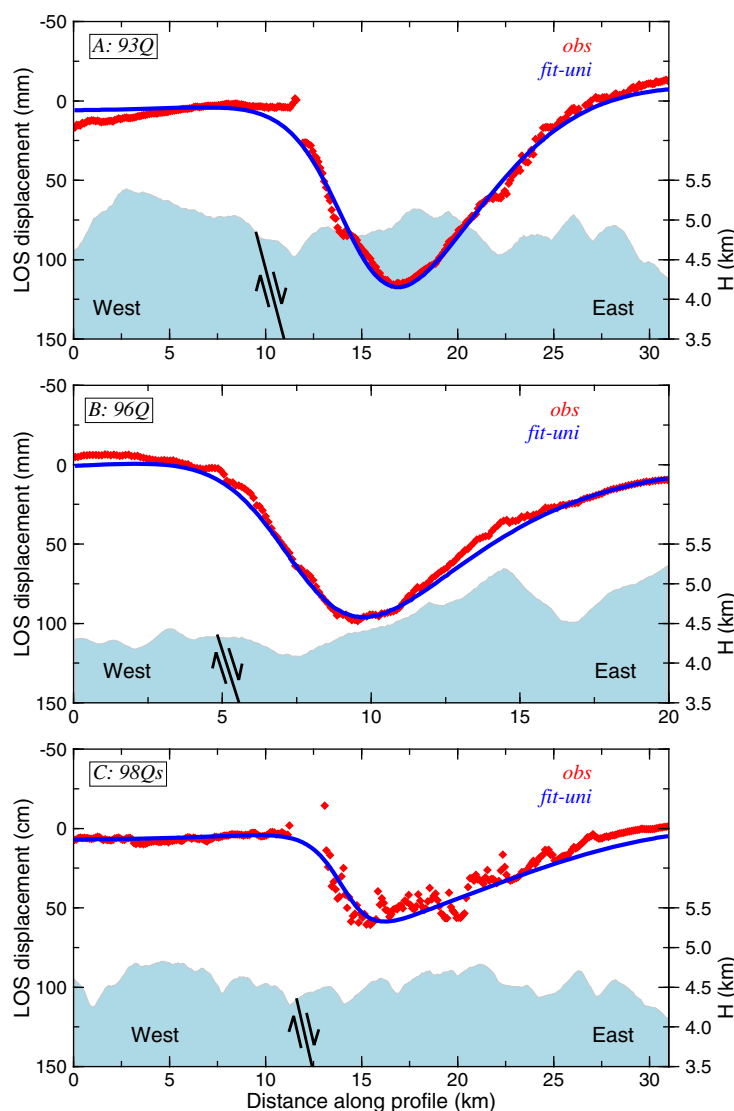 A: 93Q
obs
fit-uni
-50
0
50
100
150
LOS displacement (mm)
5.5
5.0
4.5
4.0
3.5
H (km)
West
East
0 5 10 15 20 25 30
B: 96Q
obs
fit-uni
-50
0
50
100
150
LOS displacement (mm)
5.5
5.0
4.5
4.0
3.5
H (km)
West
East
0 5 10 15 20
C: 98Qs
obs
fit-uni
-50
0
50
100
150
LOS displacement (cm)
5.5
5.0
4.5
4.0
3.5
H (km)
West
East
0 5 10 15 20 25 30
Distance along profile (km)